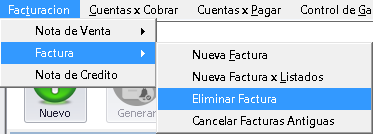 Facturacion Cuentas x Cobrar Cuentas x Pagar Control de Ga
Nota de Venta
Factura
Nota de Credito
Nueva Factura
Nueva Factura x Listados
Eliminar Factura
Cancelar Facturas Antiguas
Nuevo Generar